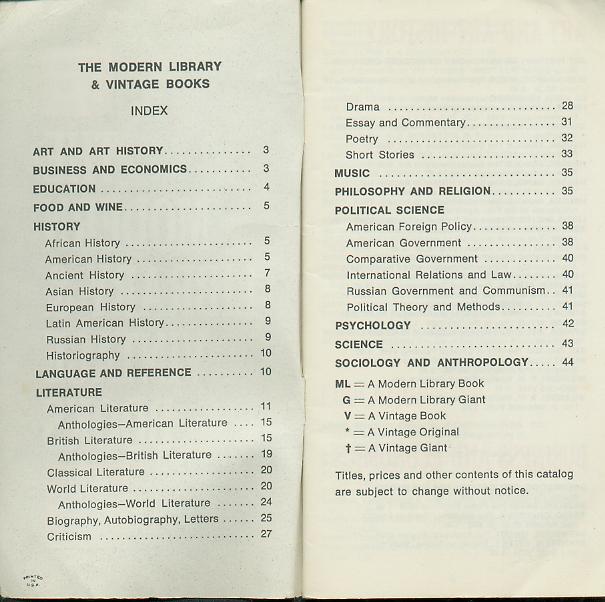 THE MODERN LIBRARY
& VINTAGE BOOKS
INDEX
ART AND ART HISTORY............... 3
BUSINESS AND ECONOMICS.......... 3
EDUCATION ........................ 4
FOOD AND WINE.................... 5
HISTORY
African History ...................... 5
American History ..................... 5
Ancient History ...................... 7
Asian History ........................ 8
European History ..................... 8
Latin American History............... 9
Russian History ...................... 9
Historiography ....................... 10
LANGUAGE AND REFERENCE ......... 10
LITERATURE
American Literature ................. 11
Anthologies—American Literature .... 15
British Literature .................... 15
Anthologies—British Literature ....... 19
Classical Literature .................. 20
World Literature ..................... 20
Anthologies—World Literature ....... 24
Biography, Autobiography, Letters ...... 25
Criticism ............................ 27
PRINTED
IN
U.S.A.
Drama ............................. 28
Essay and Commentary................ 31
Poetry .............................. 32
Short Stories ........................ 33
MUSIC .............................. 35
PHILOSOPHY AND RELIGION.......... 35
POLITICAL SCIENCE
American Foreign Policy.............. 38
American Government ................ 38
Comparative Government ............. 40
International Relations and Law........ 40
Russian Government and Communism.. 41
Political Theory and Methods.......... 41
PSYCHOLOGY ....................... 42
SCIENCE ............................ 43
SOCIOLOGY AND ANTHROPOLOGY..... 44
ML = A Modern Library Book
G = A Modern Library Giant
V = A Vintage Book
* = A Vintage Original
† = A Vintage Giant
Titles, prices and other contents of this catalog
are subject to change without notice.